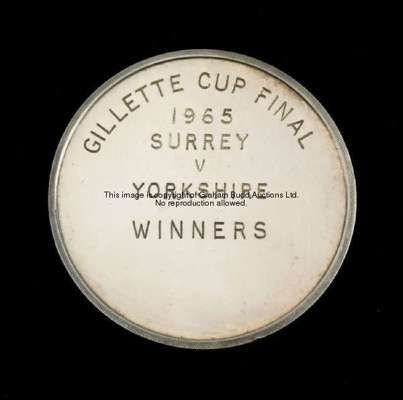 GILLETTE CUP FINAL
1965
SURREY
V
YORKSHIRE
This image is copyright of Graham Budd Auctions Ltd.
No reproduction allowed.
WINNERS